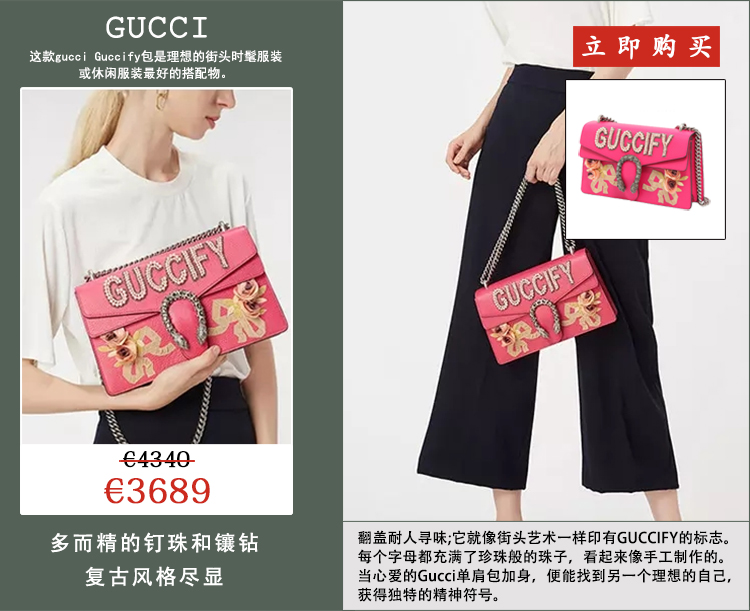 GUCCI
这款gucci Guccify包是理想的街头时髦服装
或休闲服装最好的搭配物。
GUCCIFY
€4340
€3689
多而精的钉珠和镶钻
复古风格尽显
立即购买
GUCCIFY
GUCCIFY
翻盖耐人寻味;它就像街头艺术一样印有GUCCIFY的标志。
每个字母都充满了珍珠般的珠子，看起来像手工制作的。
当心爱的Gucci单肩包加身，便能找到另一个理想的自己，
获得独特的精神符号。